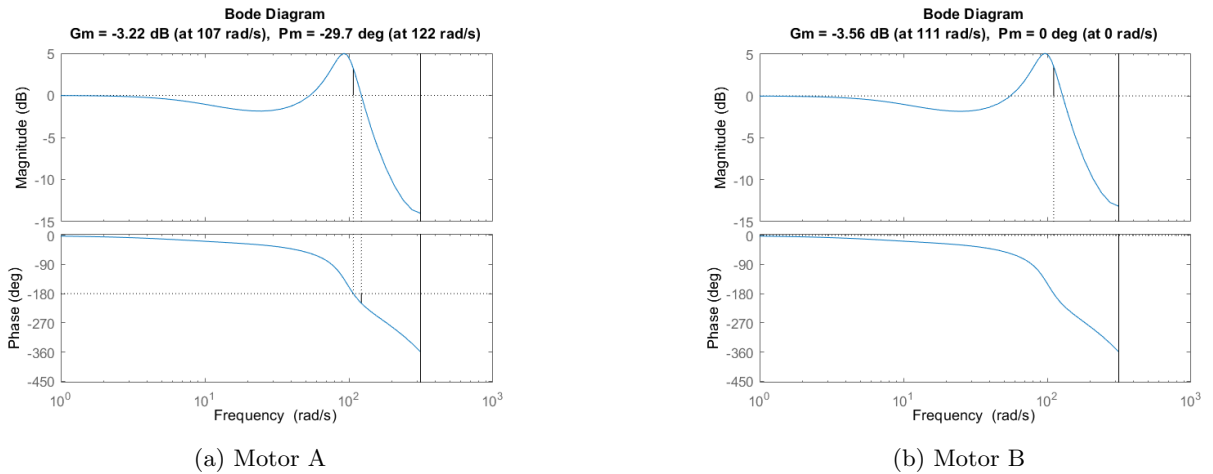 Bode Diagram
Gm = -3.22 dB (at 107 rad/s),  Pm = -29.7 deg (at 122 rad/s)
Magnitude (dB)
5
0
-5
-10
-15
Phase (deg)
0
-90
-180
-270
-360
-450
10^0
10^1
10^2
10^3
Frequency (rad/s)
(a) Motor A
Bode Diagram
Gm = -3.56 dB (at 111 rad/s),  Pm = 0 deg (at 0 rad/s)
Magnitude (dB)
5
0
-5
-10
-15
Phase (deg)
0
-90
-180
-270
-360
-450
10^0
10^1
10^2
10^3
Frequency (rad/s)
(b) Motor B